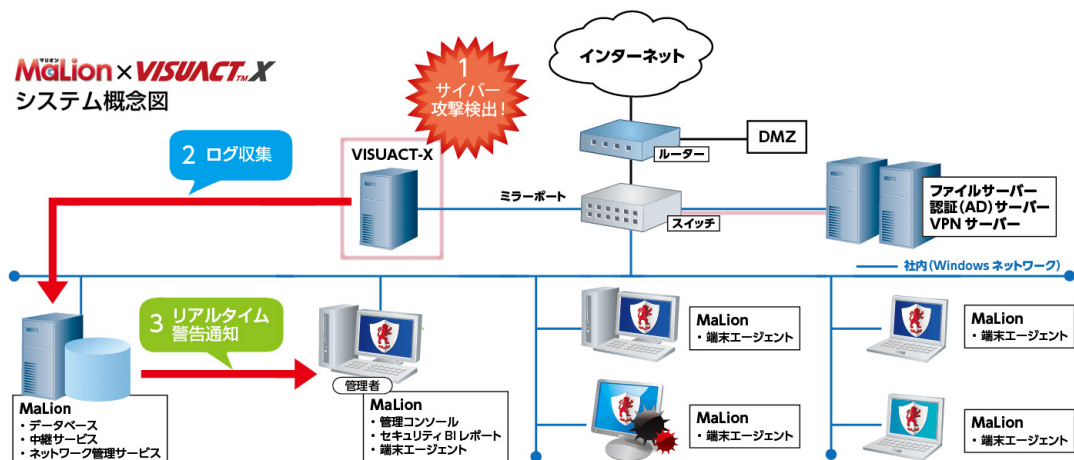 マリオン
MaLion × VISUACT TM X
システム概念図
1
サイバー
攻撃検出!
インターネット
ルーター
DMZ
2 ログ収集
VISUACT-X
ミラーポート
スイッチ
ファイルサーバー
認証(AD)サーバー
VPN サーバー
社内(Windows ネットワーク)
3 リアルタイム
警告通知
管理者
MaLion
・データベース
・中継サービス
・ネットワーク管理サービス
MaLion
・管理コンソール
・セキュリティ BI レポート
・端末エージェント
MaLion
・端末エージェント
MaLion
・端末エージェント
MaLion
・端末エージェント
MaLion
・端末エージェント